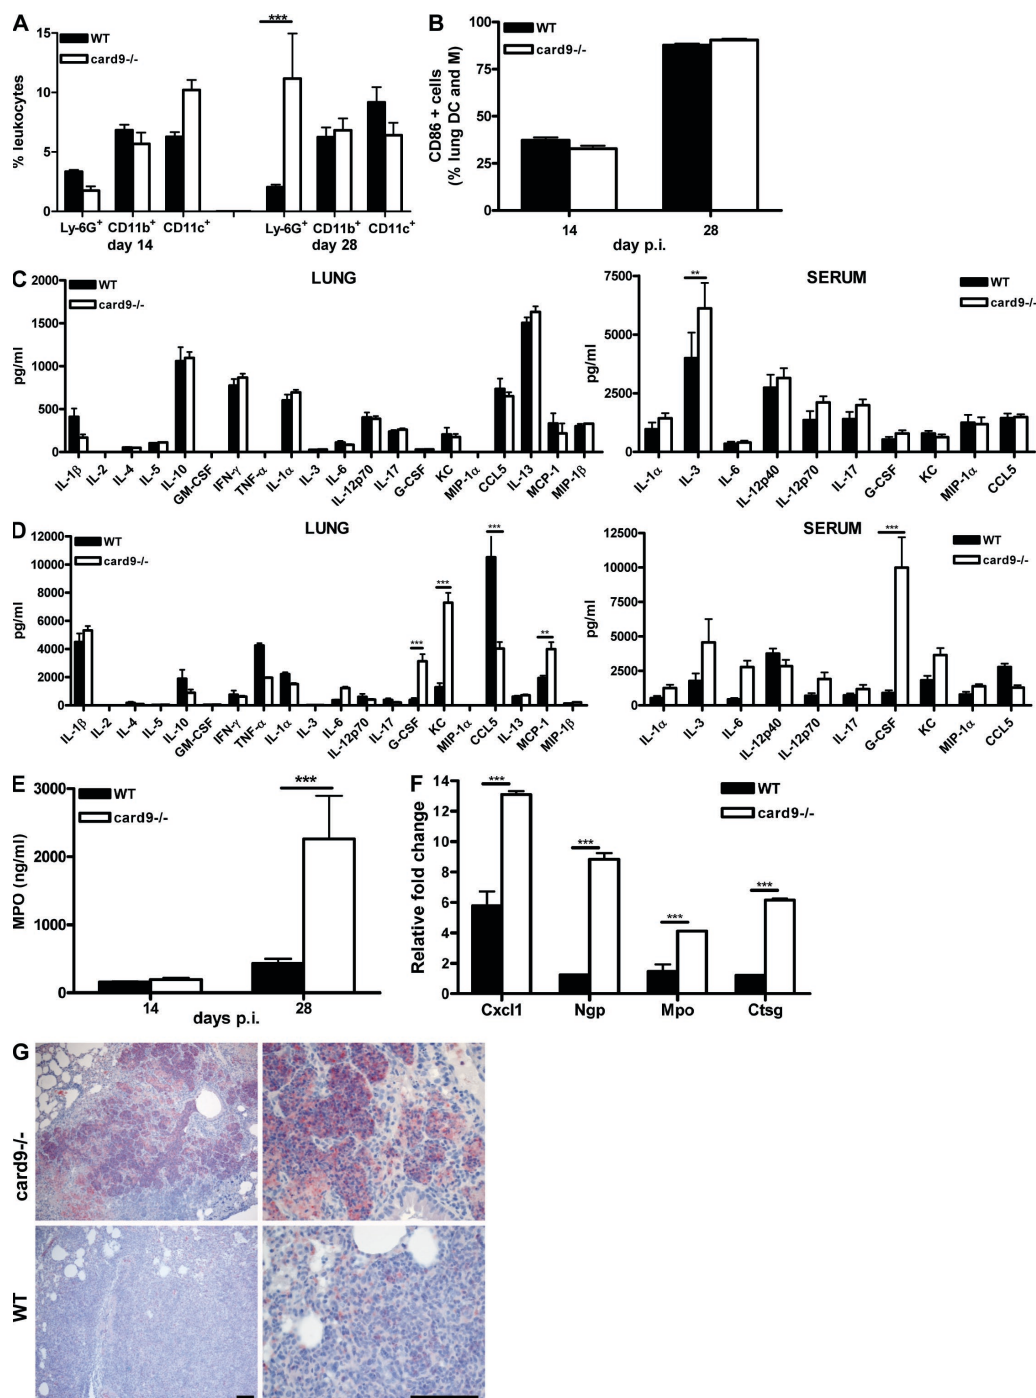 A
***
WT
card9-/-
15
10
5
0
% leukocytes
Ly-6G+ CD11b+ CD11c+ Ly-6G+ CD11b+ CD11c+
day 14 day 28
B
WT
card9-/-
100
75
50
25
0
CD86 + cells
(% lung DC and M)
14 28
day p.i.
C
LUNG
WT
card9-/-
2000
1500
1000
500
0
pg/ml
IL-1β IL-2 IL-4 IL-5 IL-10 GM-CSF IFN-γ TNF-α IL-1α IL-3 IL-6 IL-12p70 IL-17 G-CSF KC MIP-1α CCL5 IL-13 MCP-1 MIP-1β
SERUM
**
WT
card9-/-
7500
5000
2500
0
pg/ml
IL-1α IL-3 IL-6 IL-12p40 IL-12p70 IL-17 G-CSF KC MIP-1α CCL5
D
LUNG
WT
card9-/-
12000
10000
8000
6000
4000
2000
0
pg/ml
*** *** *** **
IL-1β IL-2 IL-4 IL-5 IL-10 GM-CSF IFN-γ TNF-α IL-1α IL-3 IL-6 IL-12p70 IL-17 G-CSF KC MIP-1α CCL5 IL-13 MCP-1 MIP-1β
SERUM
***
WT
card9-/-
12500
10000
7500
5000
2500
0
pg/ml
IL-1α IL-3 IL-6 IL-12p40 IL-12p70 IL-17 G-CSF KC MIP-1α CCL5
E
WT
card9-/-
***
3000
2000
1000
0
MPO (ng/ml)
14 28
days p.i.
F
WT
card9-/-
14
12
10
8
6
4
2
0
Relative fold change
*** *** *** ***
Cxcl1 Ngp Mpo Ctsg
G
card9-/-
WT